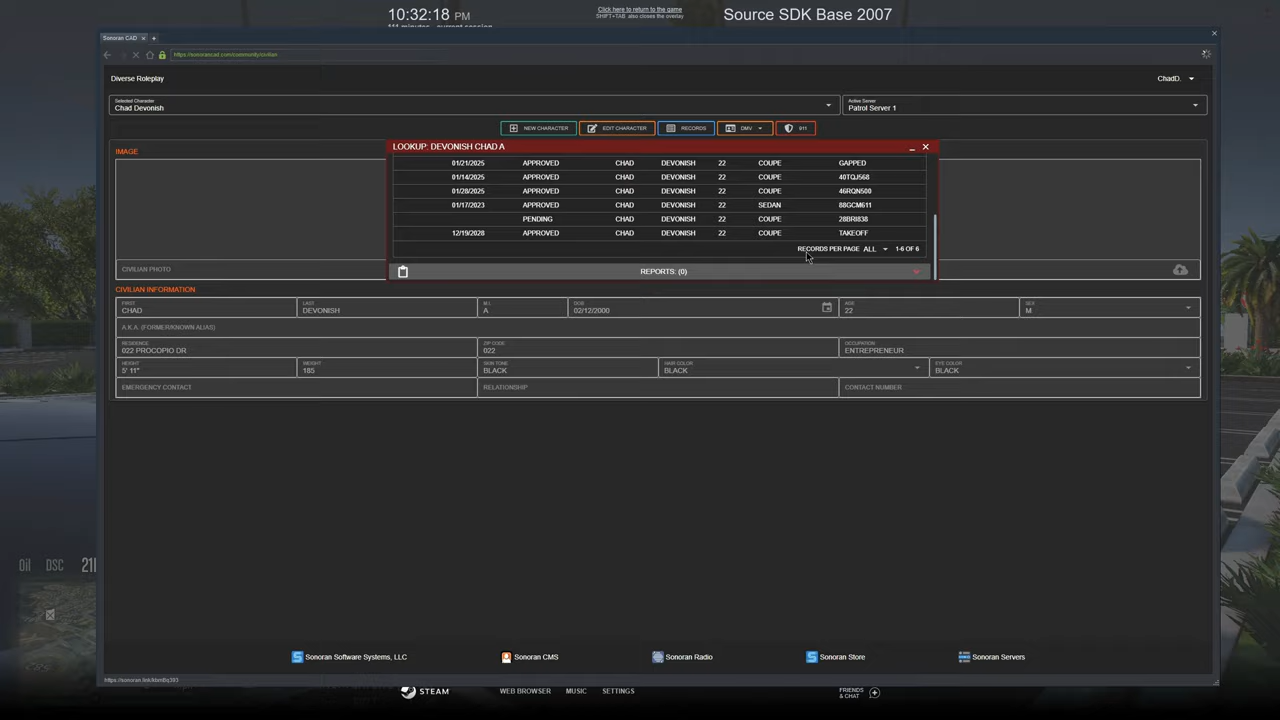 10:32:18 PM
111 minutes - current session
Click here to return to the game
SHIFT+TAB also closes the overlay
Source SDK Base 2007
Sonoran CAD
https://sonorancad.com/community/civilian
Diverse Roleplay
ChadD.
Selected Character
Chad Devonish
Active Server
Patrol Server 1
NEW CHARACTER
EDIT CHARACTER
RECORDS
DMV
911
IMAGE
LOOKUP: DEVONISH CHAD A
01/21/2025 APPROVED CHAD DEVONISH 22 COUPE GAPPED
01/14/2025 APPROVED CHAD DEVONISH 22 COUPE 40TQJ568
01/28/2025 APPROVED CHAD DEVONISH 22 COUPE 46RQN500
01/17/2023 APPROVED CHAD DEVONISH 22 SEDAN 88GCM611
PENDING CHAD DEVONISH 22 COUPE 28BRI838
12/19/2028 APPROVED CHAD DEVONISH 22 COUPE TAKEOFF
RECORDS PER PAGE ALL 1-6 OF 6
REPORTS: (0)
CIVILIAN PHOTO
CIVILIAN INFORMATION
FIRST
CHAD
LAST
DEVONISH
M.I.
A
DOB
02/12/2000
AGE
22
SEX
M
A.K.A. (FORMER/KNOWN ALIAS)
RESIDENCE
022 PROCOPIO DR
ZIP CODE
022
OCCUPATION
ENTREPRENEUR
HEIGHT
5' 11"
WEIGHT
185
SKIN TONE
BLACK
HAIR COLOR
BLACK
EYE COLOR
BLACK
EMERGENCY CONTACT
RELATIONSHIP
CONTACT NUMBER
Oil DSC
Sonoran Software Systems, LLC
Sonoran CMS
Sonoran Radio
Sonoran Store
Sonoran Servers
STEAM
WEB BROWSER
MUSIC
SETTINGS
FRIENDS
& CHAT